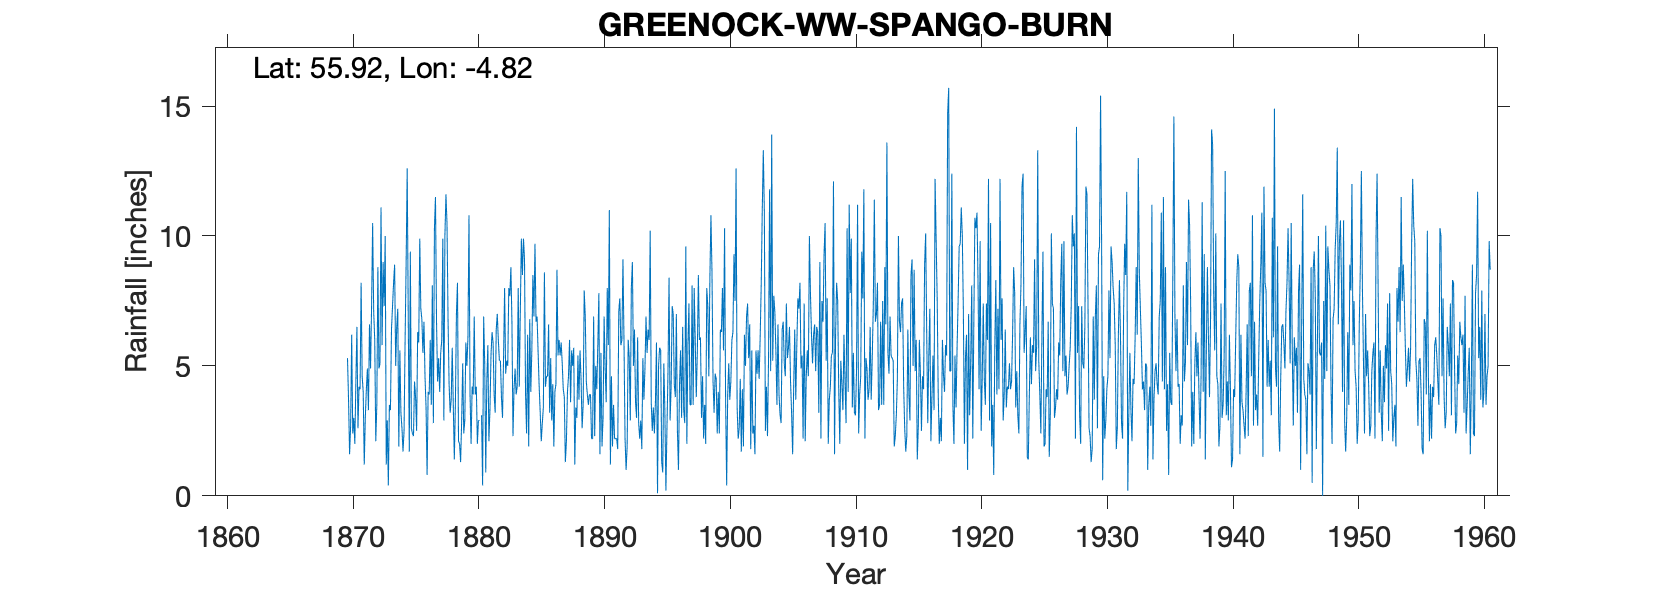 GREENOCK-WW-SPANGO-BURN
Lat: 55.92, Lon: -4.82
15
10
5
0
Rainfall [inches]
1860 1870 1880 1890 1900 1910 1920 1930 1940 1950 1960
Year